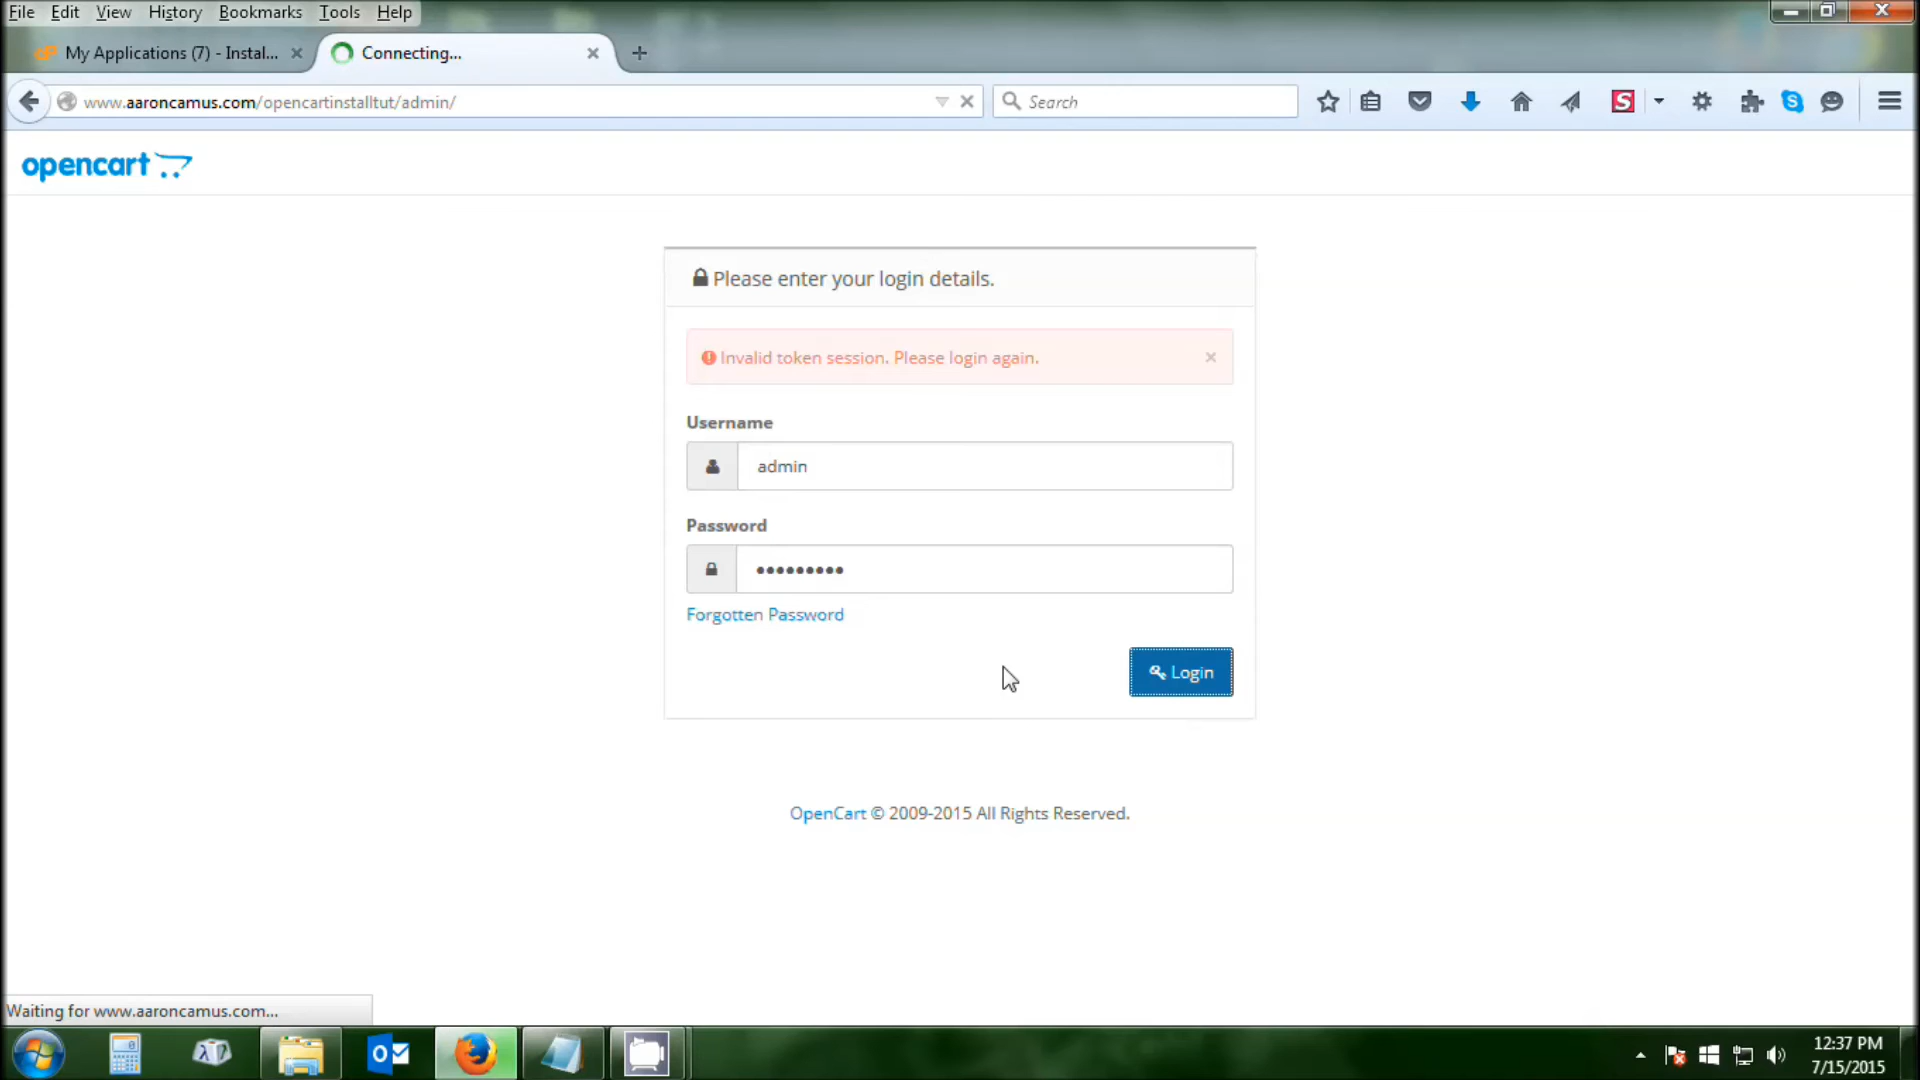 File Edit View History Bookmarks Tools Help
My Applications (7) - Instal...
Connecting...
www.aaroncamus.com/opencartinstalltut/admin/
Search
S
opencart
Please enter your login details.
Invalid token session. Please login again.
Username
admin
Password
Forgotten Password
Login
OpenCart © 2009-2015 All Rights Reserved.
Waiting for www.aaroncamus.com...
12:37 PM
7/15/2015